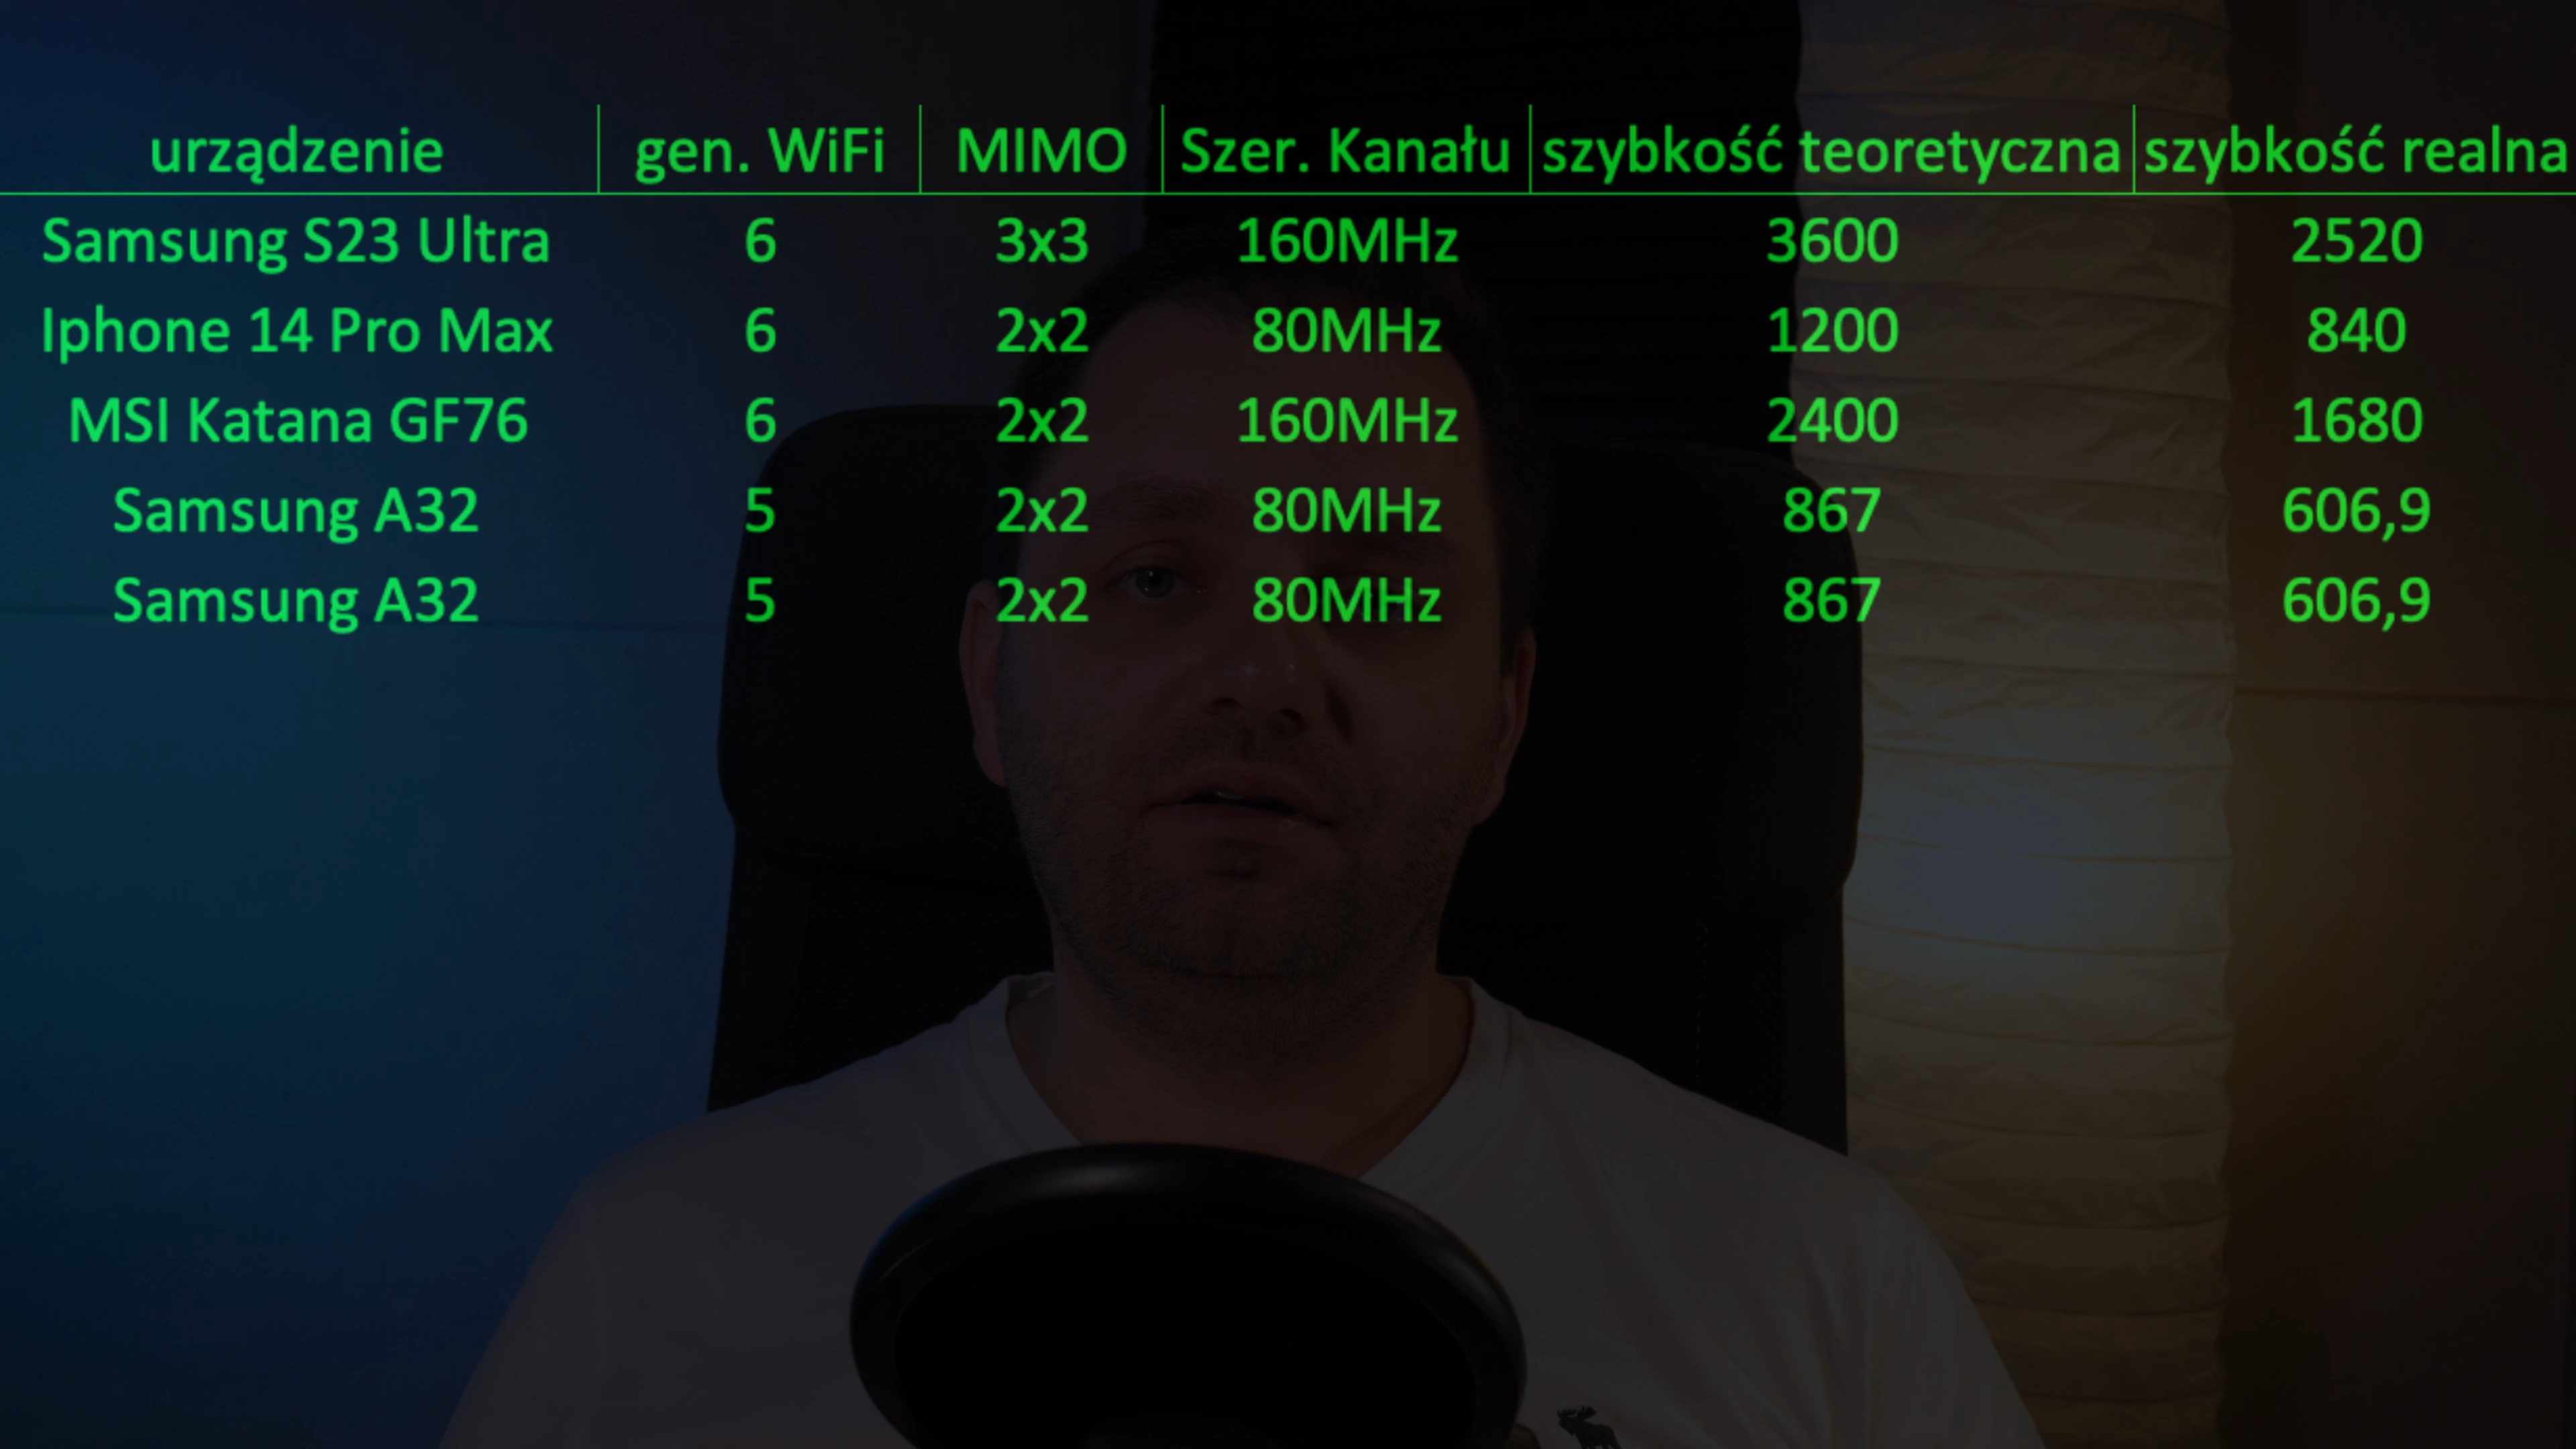 urządzenie gen. WiFi MIMO Szer. Kanału szybkość teoretyczna szybkość realna
Samsung S23 Ultra 6 3x3 160MHz 3600 2520
Iphone 14 Pro Max 6 2x2 80MHz 1200 840
MSI Katana GF76 6 2x2 160MHz 2400 1680
Samsung A32 5 2x2 80MHz 867 606,9
Samsung A32 5 2x2 80MHz 867 606,9